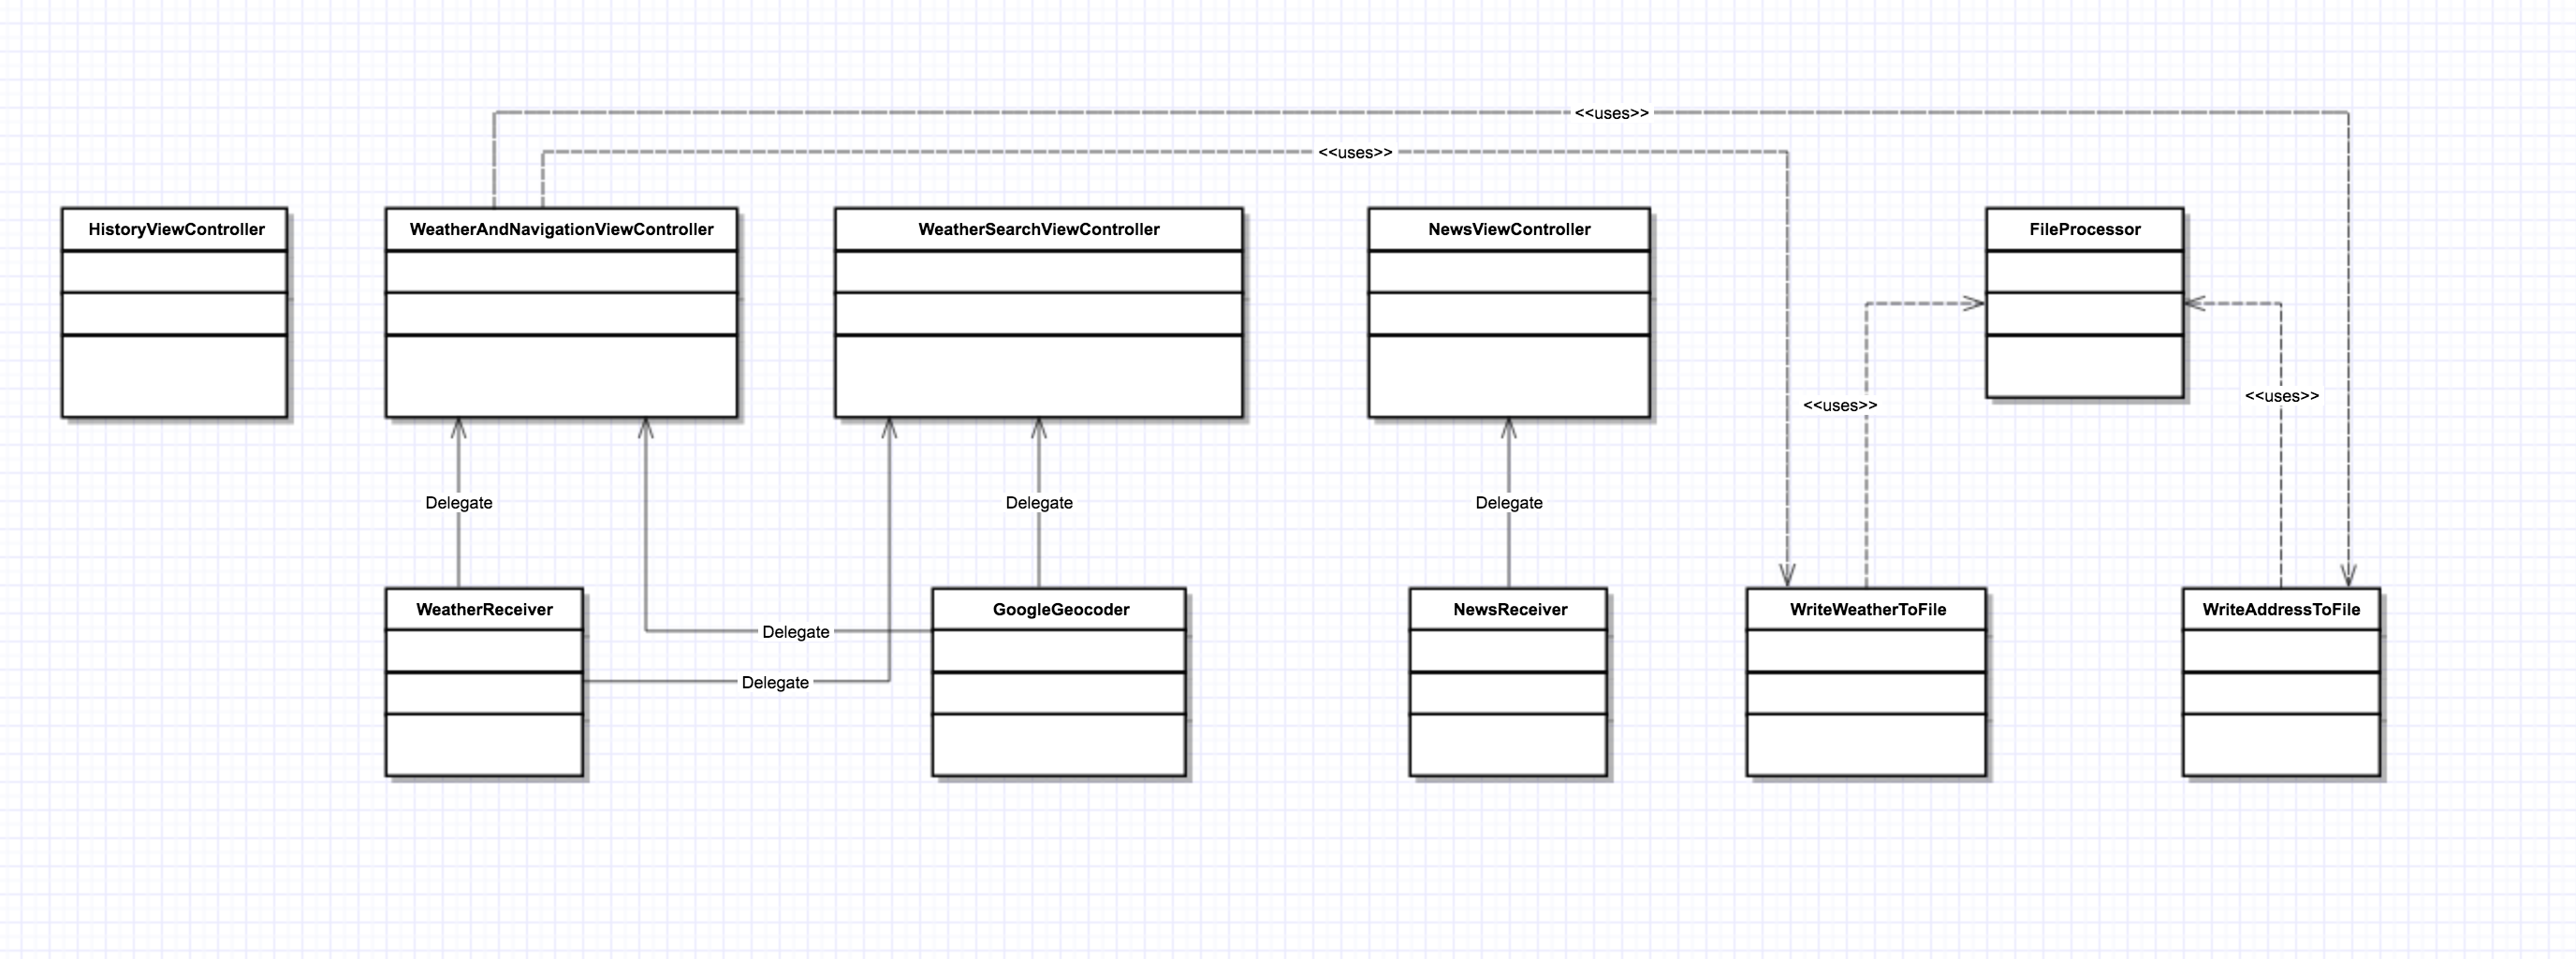 <<uses>>
<<uses>>
HistoryViewController
WeatherAndNavigationViewController
WeatherSearchViewController
NewsViewController
FileProcessor
<<uses>>
<<uses>>
Delegate
Delegate
Delegate
WeatherReceiver
GoogleGeocoder
NewsReceiver
WriteWeatherToFile
WriteAddressToFile
Delegate
Delegate